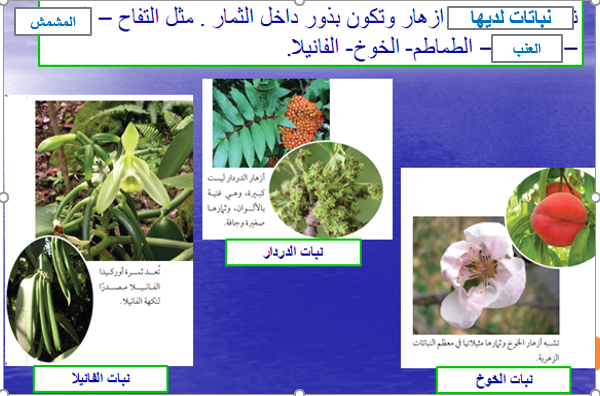 نباتات لديها ازهار وتكون بذور داخل الثمار . مثل التفاح – المشمش
– العنب – الطماطم- الخوخ- الفانيلا.
أزهار الدردار ليست
كبيرة، وهي غنية
بالألوان، وثمارها
صغيرة وجافة.
نبات الدردار
تُعد ثمرة أوركيدا
الفانيلا مصدرًا
لنكهة الفانيلا.
نبات الفانيلا
تشبه أزهار الخوخ وثمارها مثيلاتها في معظم النباتات
الزهرية.
نبات الخوخ